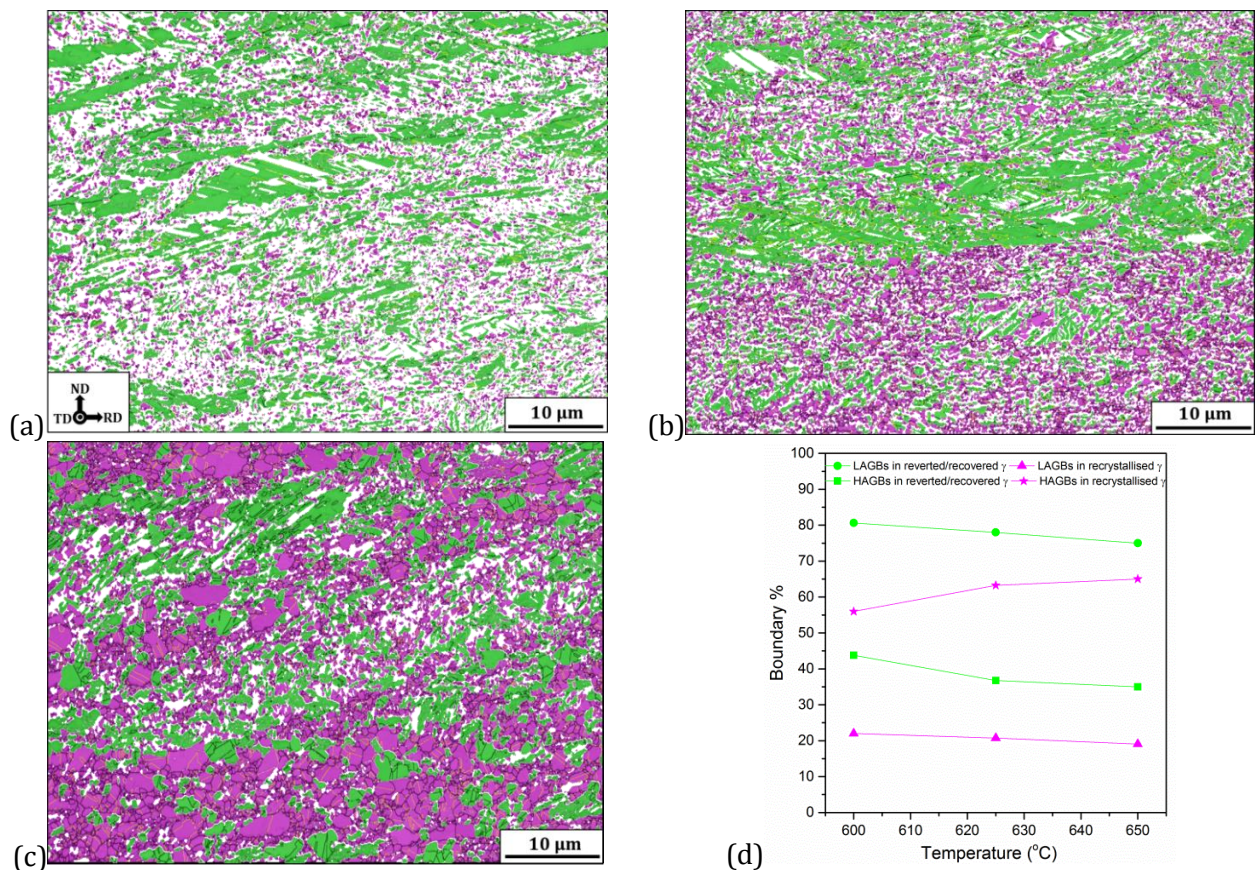 ND
TD RD
10 μm
(a)
10 μm
(b)
10 μm
(c)
LAGBs in reverted/recovered γ LAGBs in recrystallised γ
HAGBs in reverted/recovered γ HAGBs in recrystallised γ
100
90
80
70
60
50
40
30
20
10
0
Boundary %
600 610 620 630 640 650
Temperature (°C)
(d)